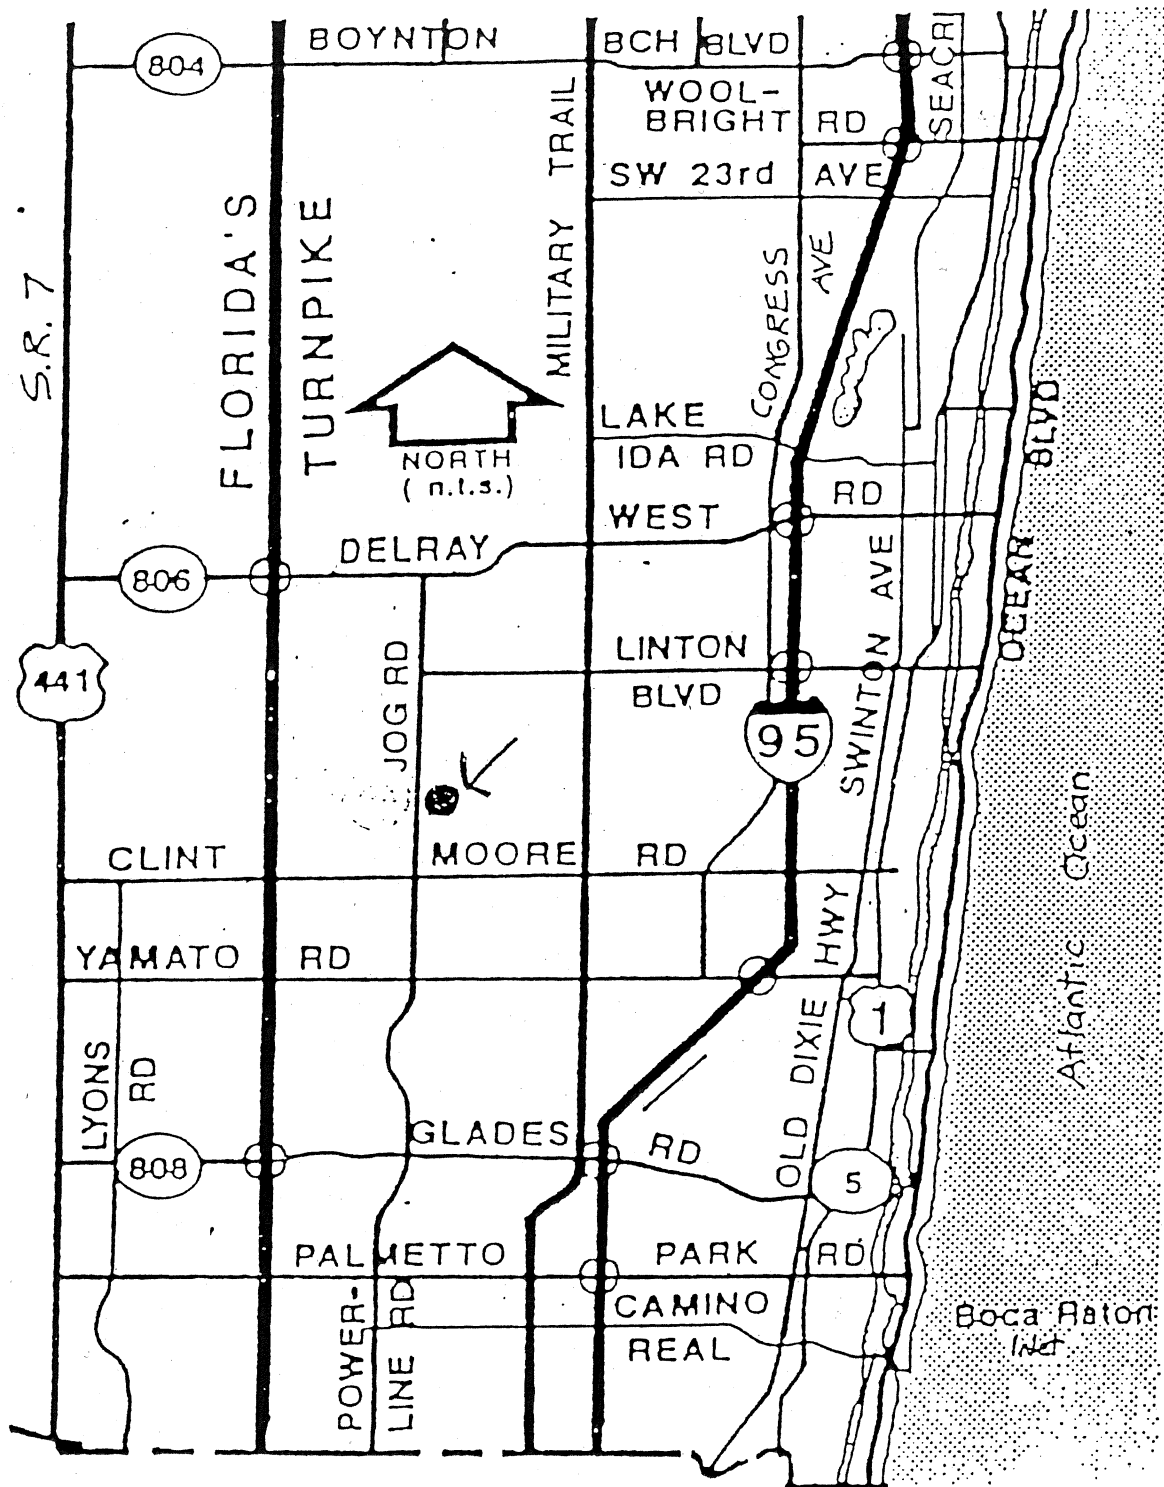 BOYNTON BCH BLVD
804
WOOL-
BRIGHT RD
SEACR
SW 23rd AVE
MILITARY TRAIL
S.R. 7
FLORIDA'S
TURNPIKE
CONGRESS AVE
NORTH
( n.t.s.)
LAKE
IDA RD
WEST RD
DELRAY
806
OCEAN BLVD
441
JOG RD
LINTON
BLVD
95
SWINTON AVE
CLINT MOORE RD
YAMATO RD
OLD DIXIE HWY
1
Atlantic Ocean
LYONS
RD
808
GLADES RD
5
PALMETTO PARK RD
POWER-
LINE RD
CAMINO
REAL
Boca Raton
Inlet